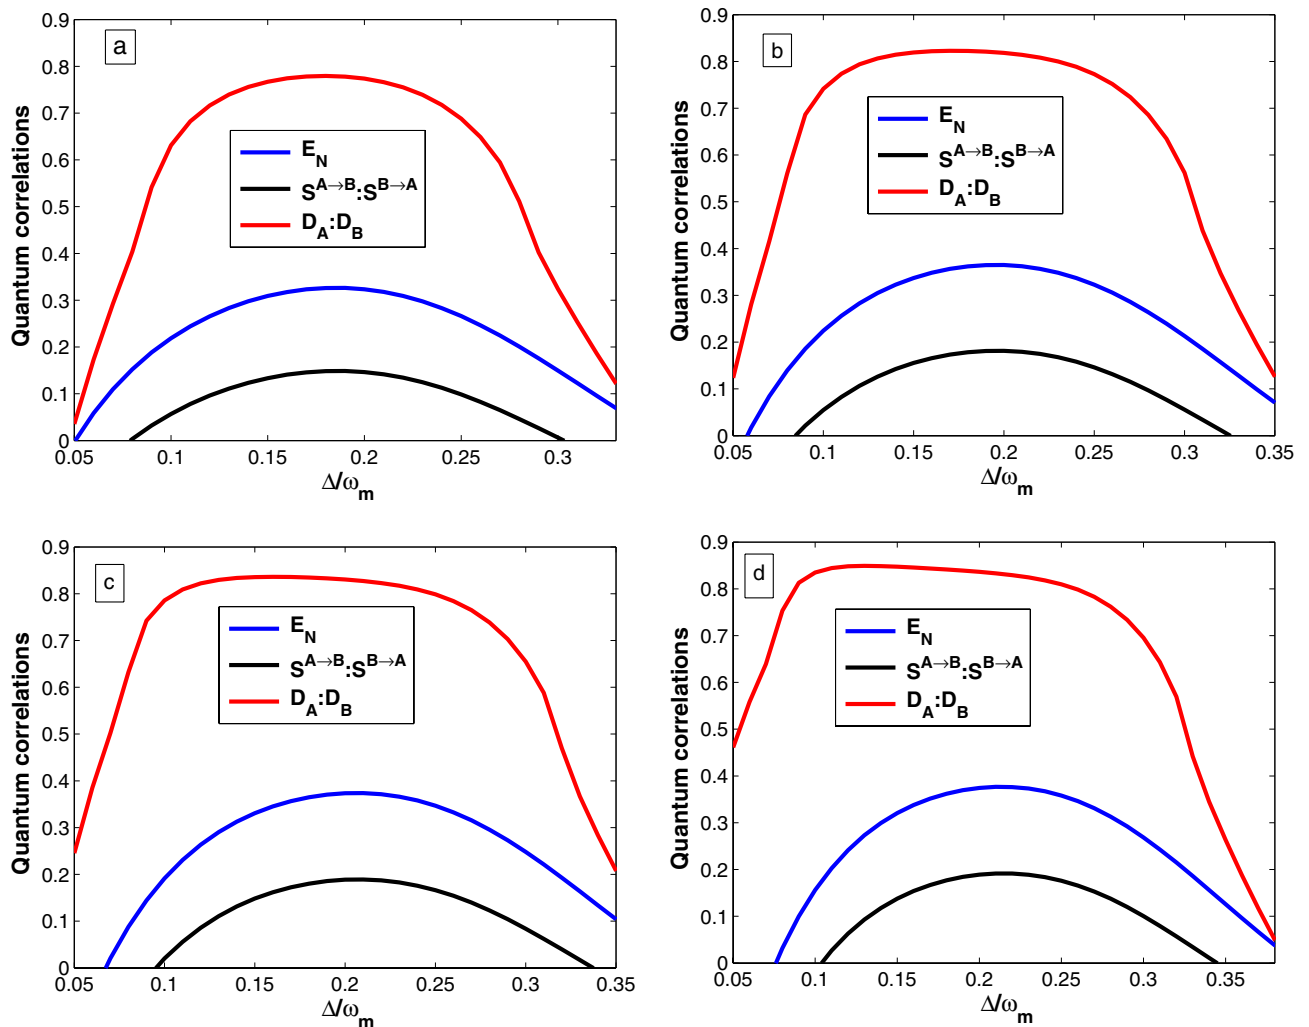 a
Quantum correlations
0.9
0.8
0.7
0.6
0.5
0.4
0.3
0.2
0.1
0
E_N
S^{A→B}:S^{B→A}
D_A:D_B
0.05 0.1 0.15 0.2 0.25 0.3
Δ/ω_m
b
Quantum correlations
0.9
0.8
0.7
0.6
0.5
0.4
0.3
0.2
0.1
0
E_N
S^{A→B}:S^{B→A}
D_A:D_B
0.05 0.1 0.15 0.2 0.25 0.3 0.35
Δ/ω_m
c
Quantum correlations
0.9
0.8
0.7
0.6
0.5
0.4
0.3
0.2
0.1
0
E_N
S^{A→B}:S^{B→A}
D_A:D_B
0.05 0.1 0.15 0.2 0.25 0.3 0.35
Δ/ω_m
d
Quantum correlations
0.9
0.8
0.7
0.6
0.5
0.4
0.3
0.2
0.1
0
E_N
S^{A→B}:S^{B→A}
D_A:D_B
0.05 0.1 0.15 0.2 0.25 0.3 0.35
Δ/ω_m